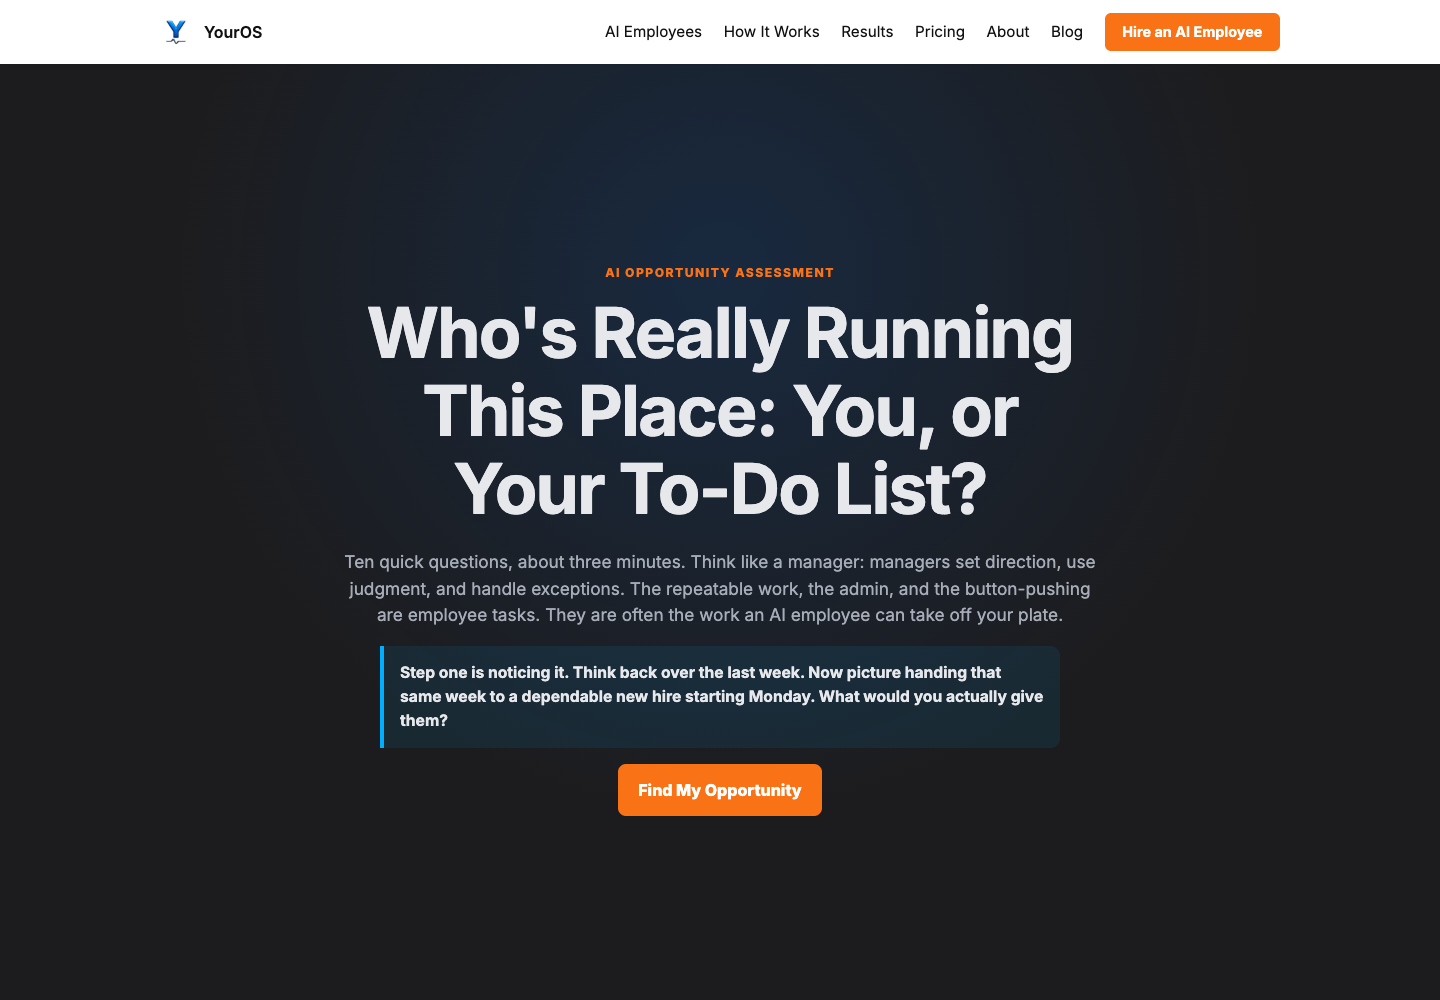 YourOS
AI Employees
How It Works
Results
Pricing
About
Blog
Hire an AI Employee
AI OPPORTUNITY ASSESSMENT
Who's Really Running
This Place: You, or
Your To-Do List?
Ten quick questions, about three minutes. Think like a manager: managers set direction, use
judgment, and handle exceptions. The repeatable work, the admin, and the button-pushing
are employee tasks. They are often the work an AI employee can take off your plate.
Step one is noticing it. Think back over the last week. Now picture handing that
same week to a dependable new hire starting Monday. What would you actually give
them?
Find My Opportunity